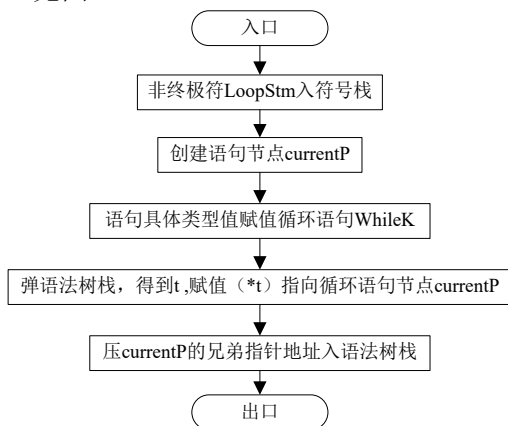 入口
非终极符LoopStm入符号栈
创建语句节点currentP
语句具体类型值赋值循环语句WhileK
弹语法树栈，得到t ,赋值（*t）指向循环语句节点currentP
压currentP的兄弟指针地址入语法树栈
出口